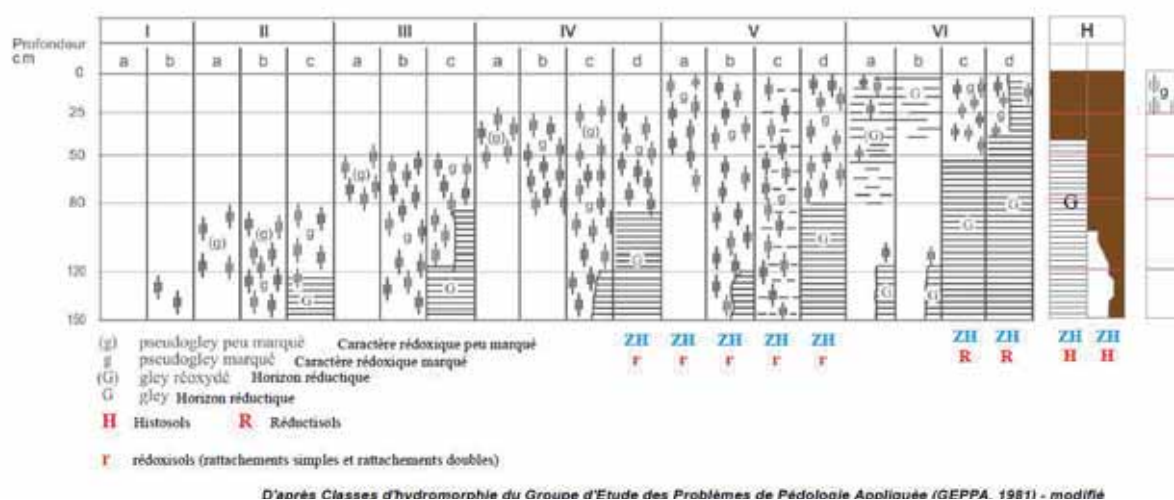 I II III IV V VI H
Profondeur
cm
a b a b c a b c a b c d a b c d a b c d
0
g G g g
g (g) g
25
(g) g (g) g g g (G)
50
(g) g g G G
80
(g) (g) g g g G G G
120
g G G G G
150
(g) pseudogley peu marqué Caractère rédoxique peu marqué
g pseudogley marqué Caractère rédoxique marqué
(G) gley réoxydé Horizon réductique
G gley Horizon réductique
ZH ZH ZH ZH ZH ZH ZH ZH ZH
r r r r r R R H H
H Histosols R Réductisols
r rédoxisols (rattachements simples et rattachements doubles)
D'après Classes d'hydromorphie du Groupe d'Etude des Problèmes de Pédologie Appliquée (GEPPA, 1981) - modifié